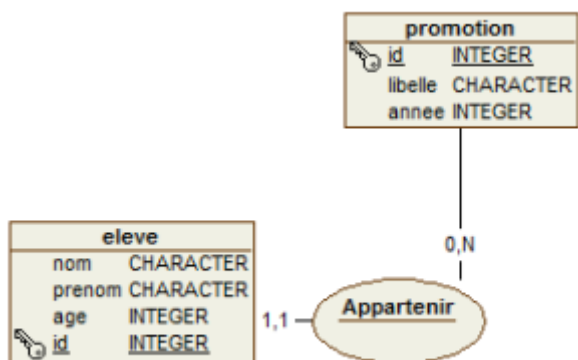 promotion
id INTEGER
libelle CHARACTER
annee INTEGER
0,N
eleve
nom CHARACTER
prenom CHARACTER
age INTEGER
id INTEGER
1,1
Appartenir